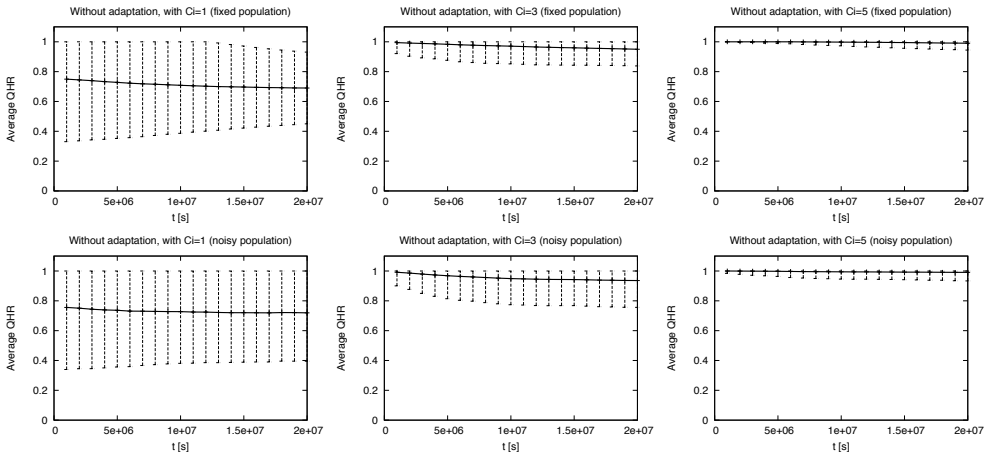 Without adaptation, with Ci=1 (fixed population)
1
0.8
0.6
0.4
0.2
0
Average QHR
0 5e+06 1e+07 1.5e+07 2e+07
t [s]
Without adaptation, with Ci=3 (fixed population)
1
0.8
0.6
0.4
0.2
0
Average QHR
0 5e+06 1e+07 1.5e+07 2e+07
t [s]
Without adaptation, with Ci=5 (fixed population)
1
0.8
0.6
0.4
0.2
0
Average QHR
0 5e+06 1e+07 1.5e+07 2e+07
t [s]
Without adaptation, with Ci=1 (noisy population)
1
0.8
0.6
0.4
0.2
0
Average QHR
0 5e+06 1e+07 1.5e+07 2e+07
t [s]
Without adaptation, with Ci=3 (noisy population)
1
0.8
0.6
0.4
0.2
0
Average QHR
0 5e+06 1e+07 1.5e+07 2e+07
t [s]
Without adaptation, with Ci=5 (noisy population)
1
0.8
0.6
0.4
0.2
0
Average QHR
0 5e+06 1e+07 1.5e+07 2e+07
t [s]